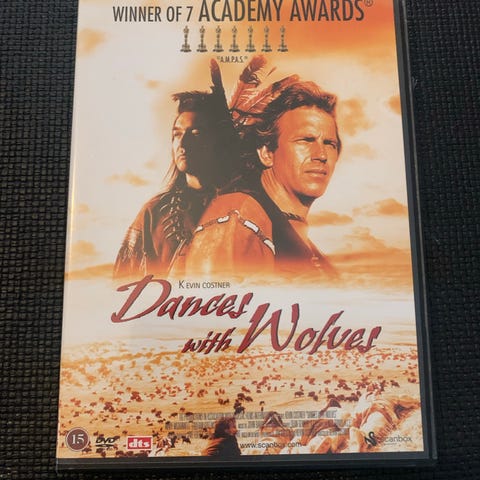 WINNER OF 7 ACADEMY AWARDS®
"A.M.P.A.S."
KEVIN COSTNER
Dances
with Wolves
15
DVD
dts
www.scanbox.com
scanbox